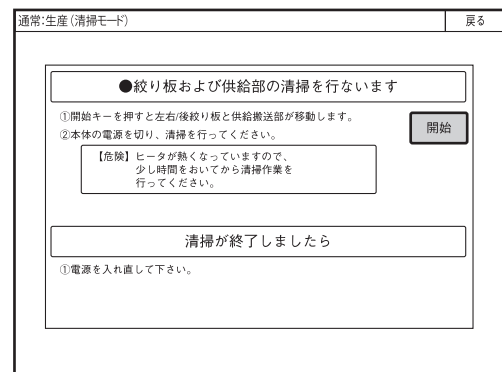 通常:生産(清掃モード)
戻る
●絞り板および供給部の清掃を行ないます
①開始キーを押すと左右/後絞り板と供給搬送部が移動します。
②本体の電源を切り、清掃を行ってください。
開始
【危険】ヒータが熱くなっていますので、
少し時間をおいてから清掃作業を
行ってください。
清掃が終了しましたら
①電源を入れ直して下さい。